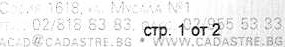 СОФИЯ 1618, УЛ. МУСАЛА №1
ТЕЛ.: 02/818 83 83, ФАКС: 02/955 53 33
стр. 1 от 2
ACAD@CADASTRE.BG * WWW.CADASTRE.BG